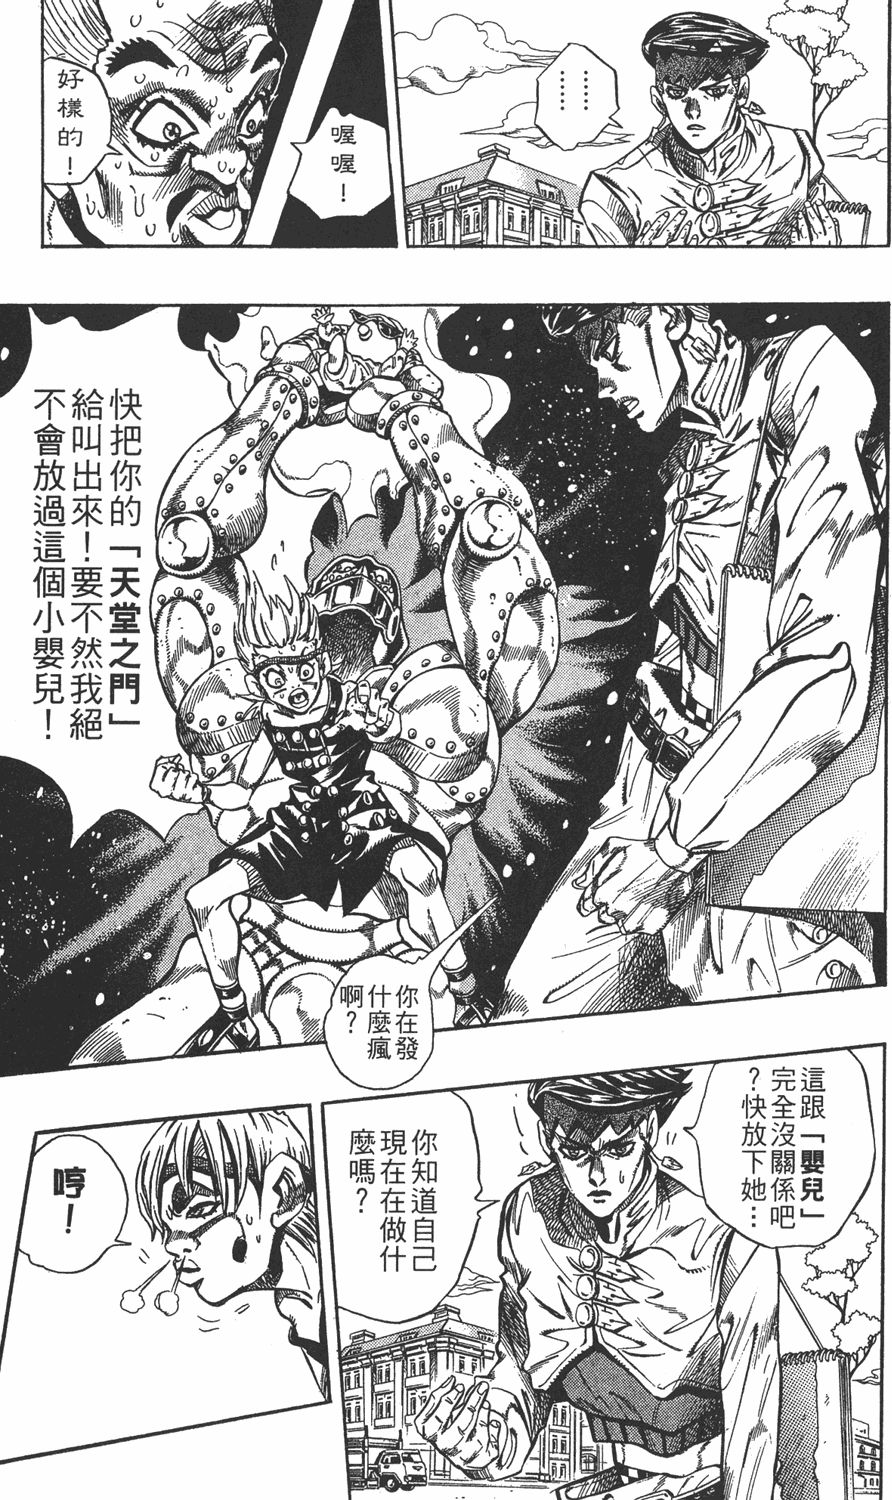 ⋯⋯
⋯⋯
喔喔！
好樣的！
快把你的「天堂之門」
給叫出來！要不然我絕
不會放過這個小嬰兒！
你在發
什麼瘋
啊？
這跟「嬰兒」
完全沒關係吧
？快放下她…
你知道自己
現在在做什
麼嗎？
哼！